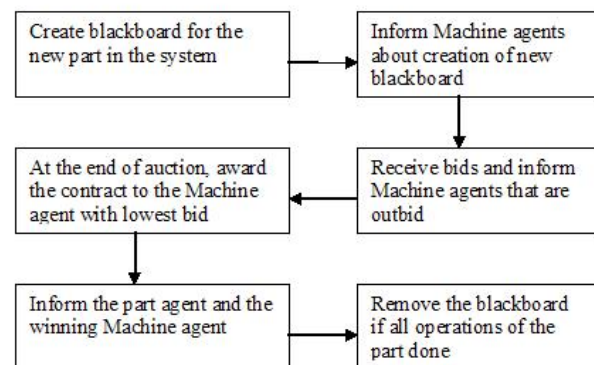 Create blackboard for the
new part in the system
Inform Machine agents
about creation of new
blackboard
Receive bids and inform
Machine agents that are
outbid
At the end of auction, award
the contract to the Machine
agent with lowest bid
Inform the part agent and the
winning Machine agent
Remove the blackboard
if all operations of the
part done